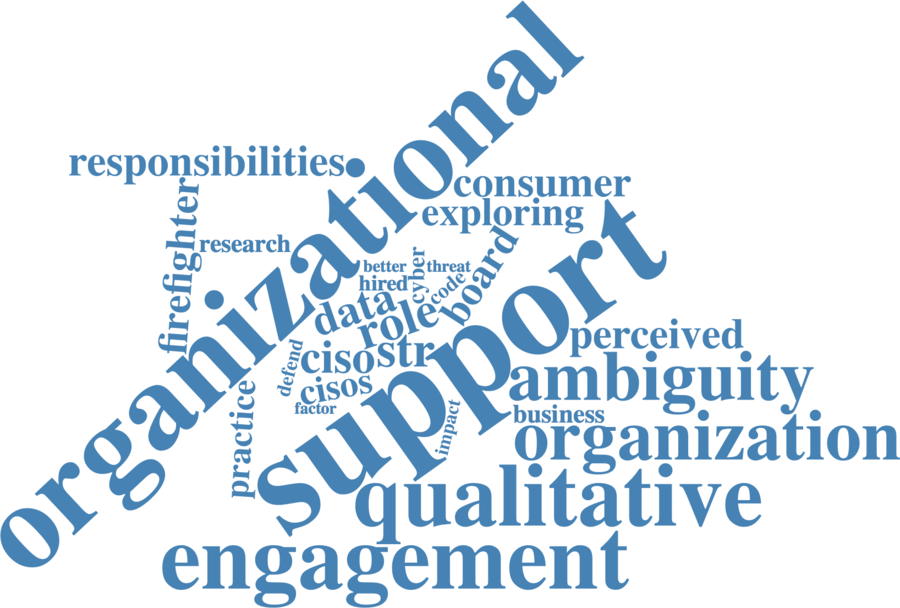 organizational
responsibilities
consumer
exploring
firefighter
research
support
board
better
threat
cyber
hired
code
data
role
perceived
ciso
str
defend
cisos
ambiguity
factor
practice
impact
business
organization
qualitative
engagement